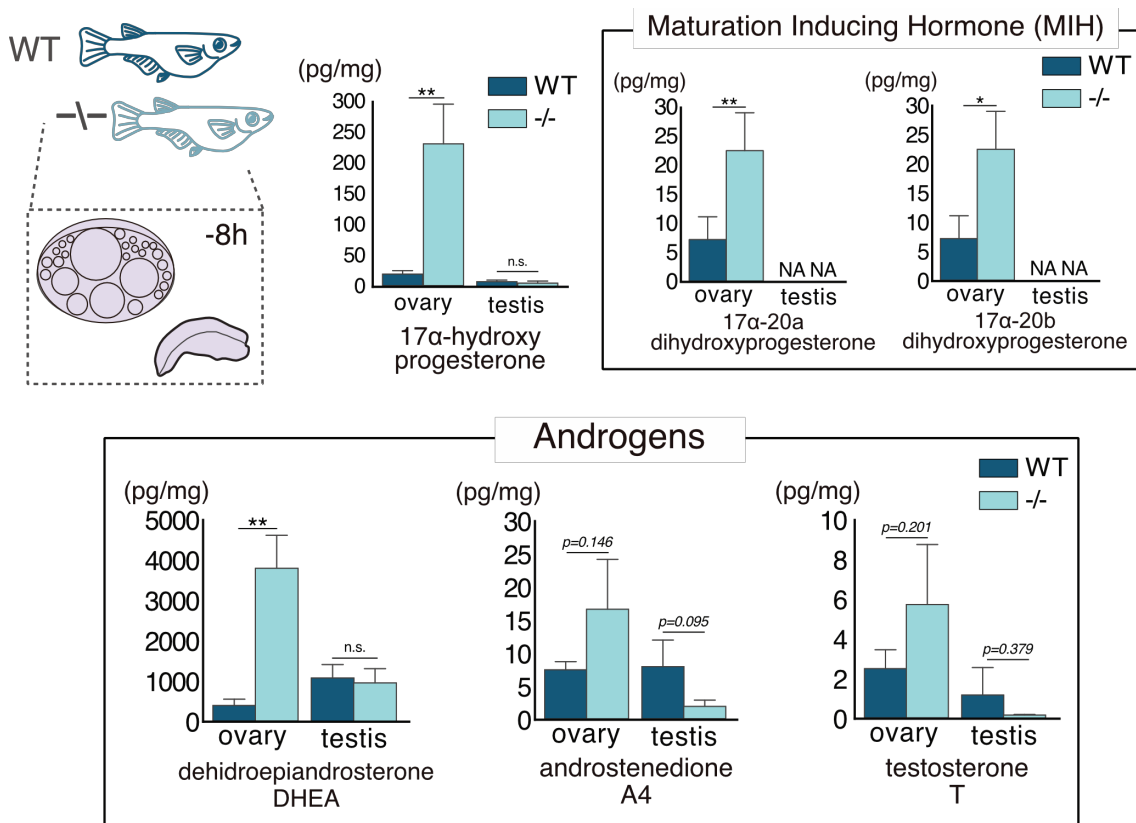 WT
-\-
-8h
(pg/mg)
WT
-/-
300
250
200
150
100
50
0
**
n.s.
ovary testis
17α-hydroxy
progesterone
Maturation Inducing Hormone (MIH)
(pg/mg)
30
25
20
15
10
5
0
**
NA NA
ovary testis
17α-20a
dihydroxyprogesterone
(pg/mg)
WT
-/-
30
25
20
15
10
5
0
*
NA NA
ovary testis
17α-20b
dihydroxyprogesterone
Androgens
(pg/mg)
5000
4000
3000
2000
1000
0
**
n.s.
ovary testis
dehidroepiandrosterone
DHEA
(pg/mg)
30
25
20
15
10
5
0
p=0.146
p=0.095
ovary testis
androstenedione
A4
(pg/mg)
WT
-/-
10
8
6
4
2
0
p=0.201
p=0.379
ovary testis
testosterone
T